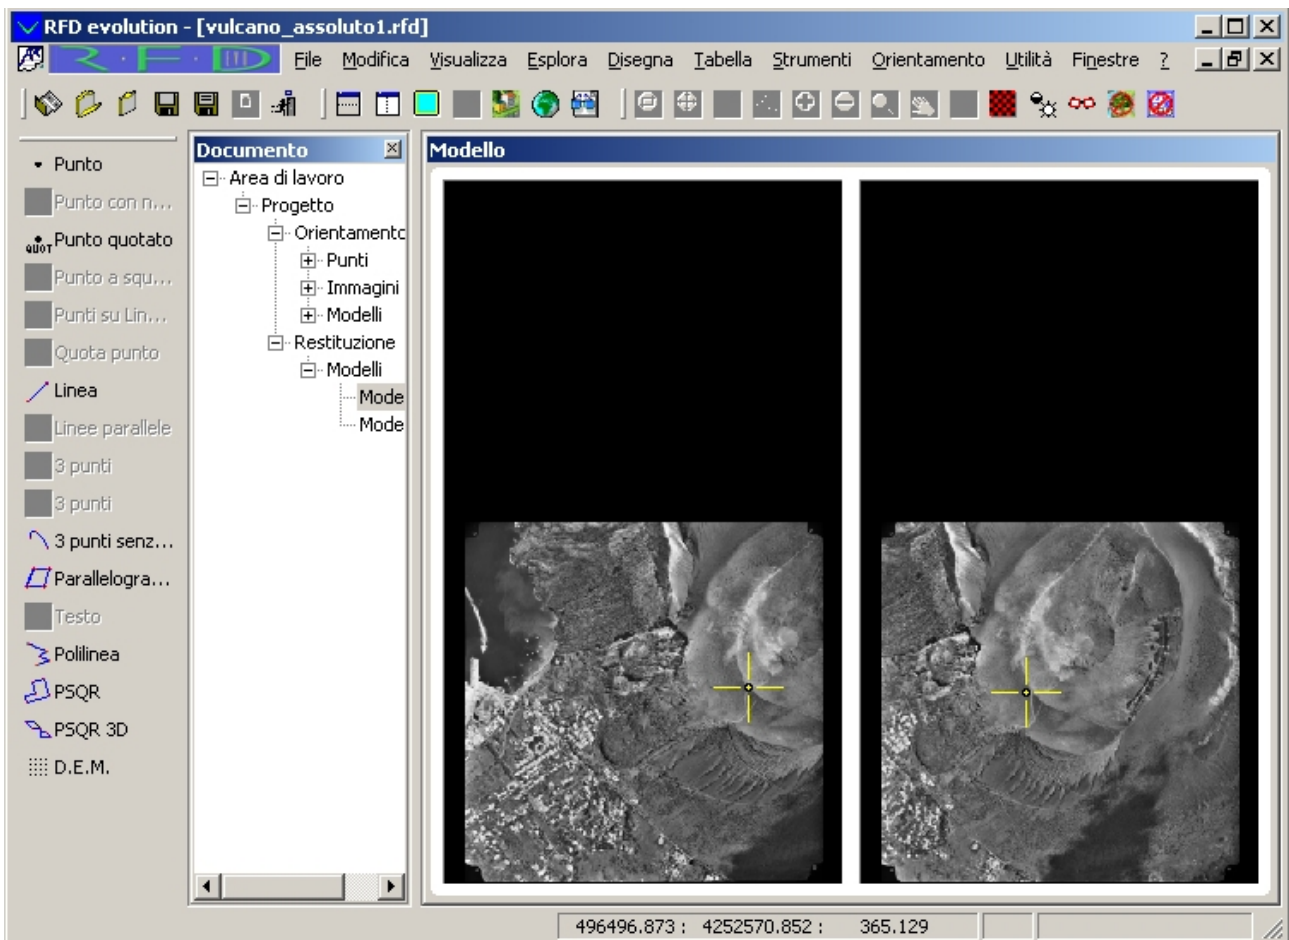 RFD evolution - [vulcano_assoluto1.rfd]
R·F·D III
File Modifica Visualizza Esplora Disegna Tabella Strumenti Orientamento Utilità Finestre ?
Punto
Punto con n...
QUOT Punto quotato
Punto a squ...
Punti su Lin...
Quota punto
Linea
Linee parallele
3 punti
3 punti
3 punti senz...
Parallelogra...
Testo
Polilinea
PSQR
PSQR 3D
D.E.M.
Documento
Area di lavoro
Progetto
Orientamento
Punti
Immagini
Modelli
Restituzione
Modelli
Mode
Mode
Modello
496496.873 : 4252570.852 : 365.129